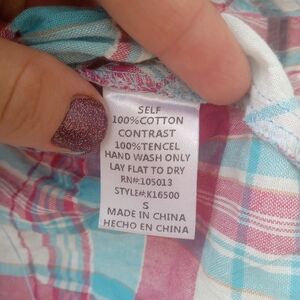 SELF
100%COTTON
CONTRAST
100%TENCEL
HAND WASH ONLY
LAY FLAT TO DRY
RN#:105013
STYLE#:K16500
S
MADE IN CHINA
HECHO EN CHINA